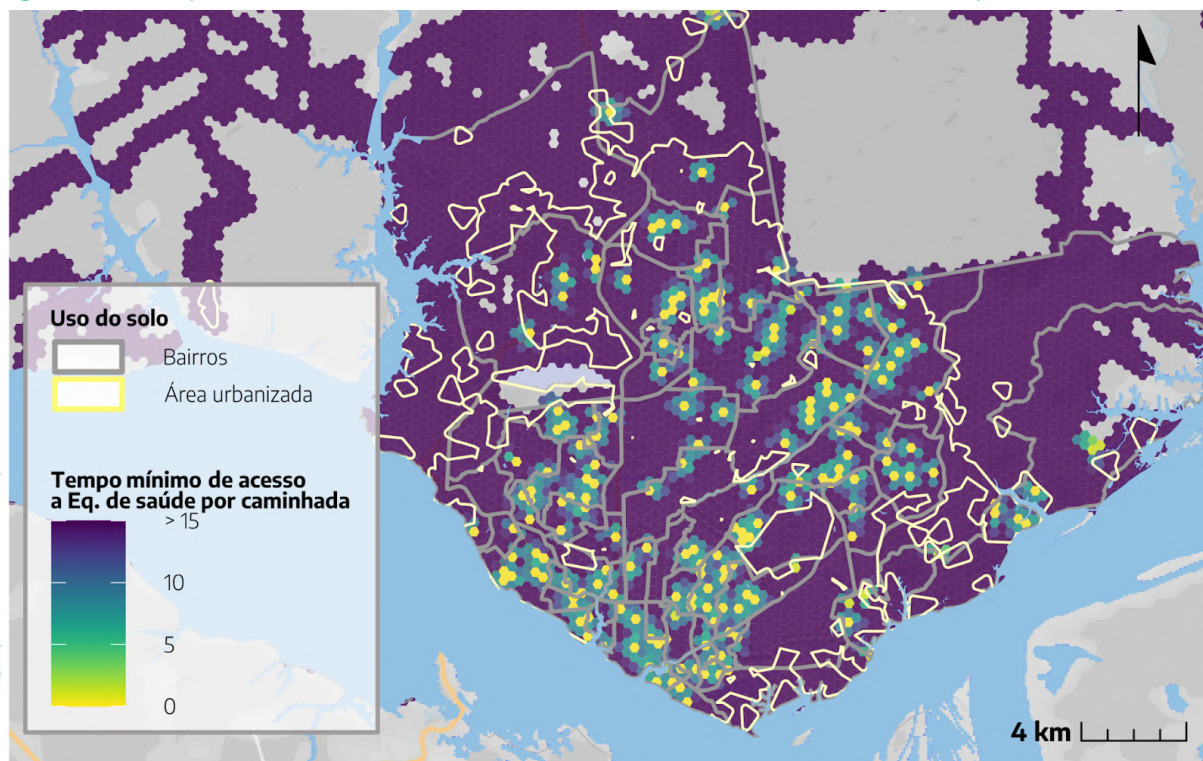 Uso do solo
Bairros
Área urbanizada
Tempo mínimo de acesso
a Eq. de saúde por caminhada
> 15
10
5
0
4 km